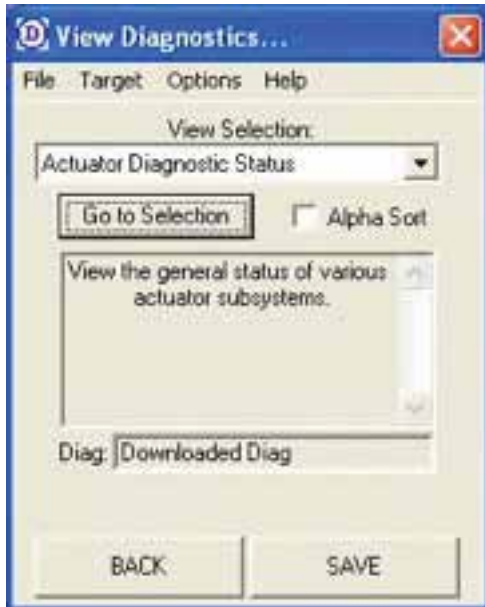 D View Diagnostics...
File Target Options Help
View Selection:
Actuator Diagnostic Status
Go to Selection Alpha Sort
View the general status of various
actuator subsystems.
Diag: Downloaded Diag
BACK SAVE